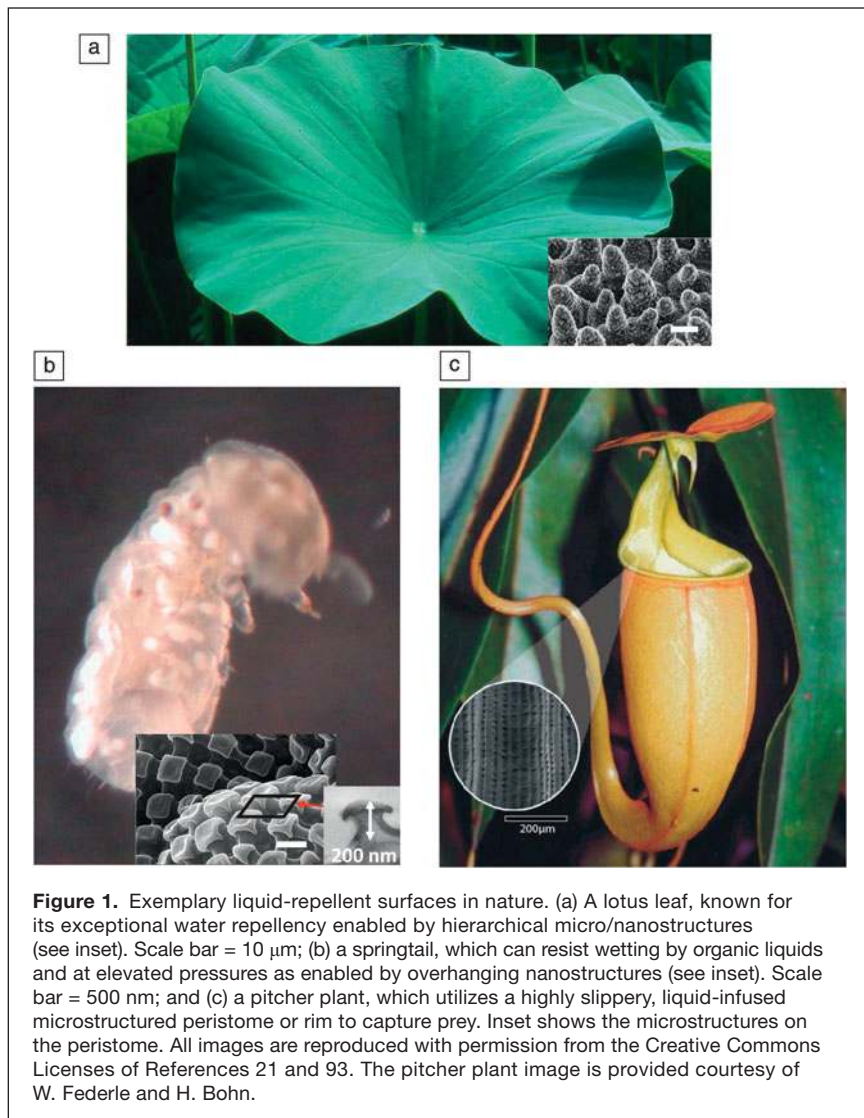 a
b
c
200 nm
200µm
Figure 1. Exemplary liquid-repellent surfaces in nature. (a) A lotus leaf, known for
its exceptional water repellency enabled by hierarchical micro/nanostructures
(see inset). Scale bar = 10 µm; (b) a springtail, which can resist wetting by organic liquids
and at elevated pressures as enabled by overhanging nanostructures (see inset). Scale
bar = 500 nm; and (c) a pitcher plant, which utilizes a highly slippery, liquid-infused
microstructured peristome or rim to capture prey. Inset shows the microstructures on
the peristome. All images are reproduced with permission from the Creative Commons
Licenses of References 21 and 93. The pitcher plant image is provided courtesy of
W. Federle and H. Bohn.